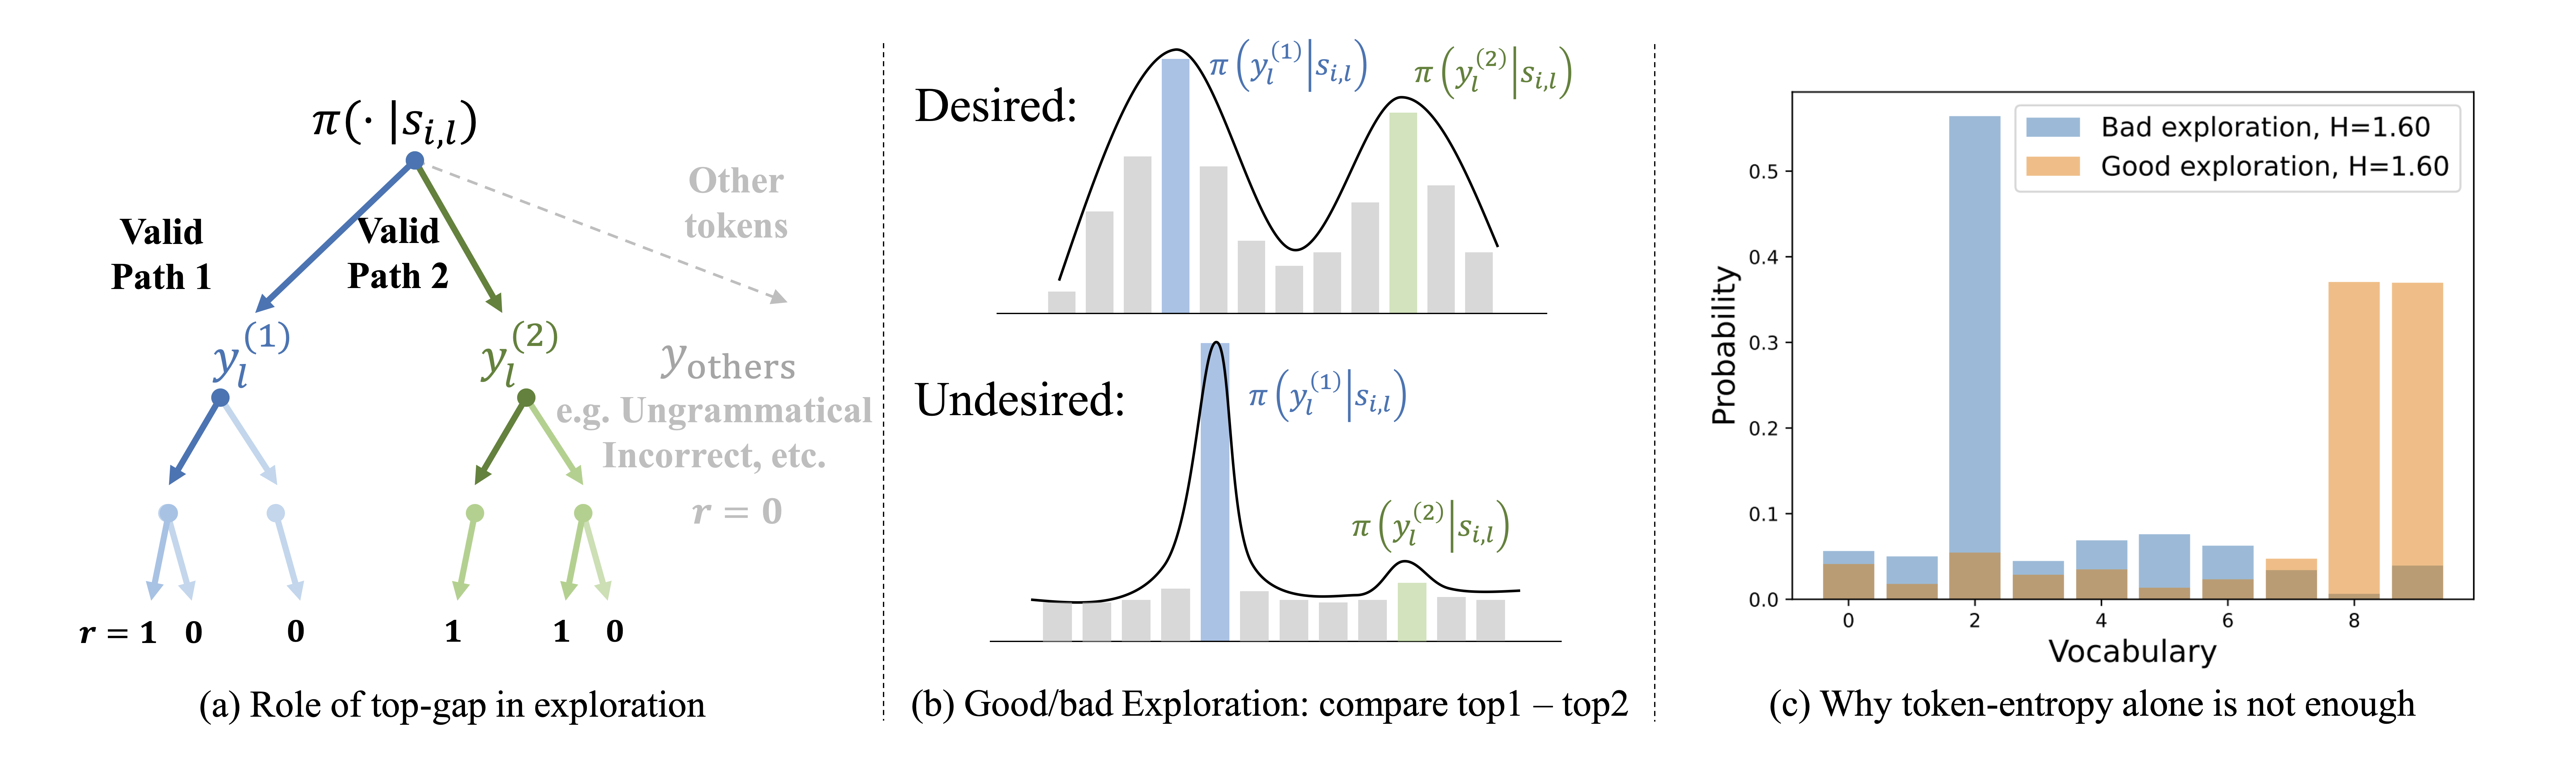 π(· |s_{i,l})
Other
tokens
Valid
Path 1
Valid
Path 2
y_l^{(1)}
y_l^{(2)}
y_others
e.g. Ungrammatical
Incorrect, etc.
r = 0
r = 1 0 0 1 1 0
(a) Role of top-gap in exploration
Desired:
π(y_l^{(1)}|s_{i,l})
π(y_l^{(2)}|s_{i,l})
Undesired:
π(y_l^{(1)}|s_{i,l})
π(y_l^{(2)}|s_{i,l})
(b) Good/bad Exploration: compare top1 – top2
Bad exploration, H=1.60
Good exploration, H=1.60
Probability
0.5
0.4
0.3
0.2
0.1
0.0
0 2 4 6 8
Vocabulary
(c) Why token-entropy alone is not enough